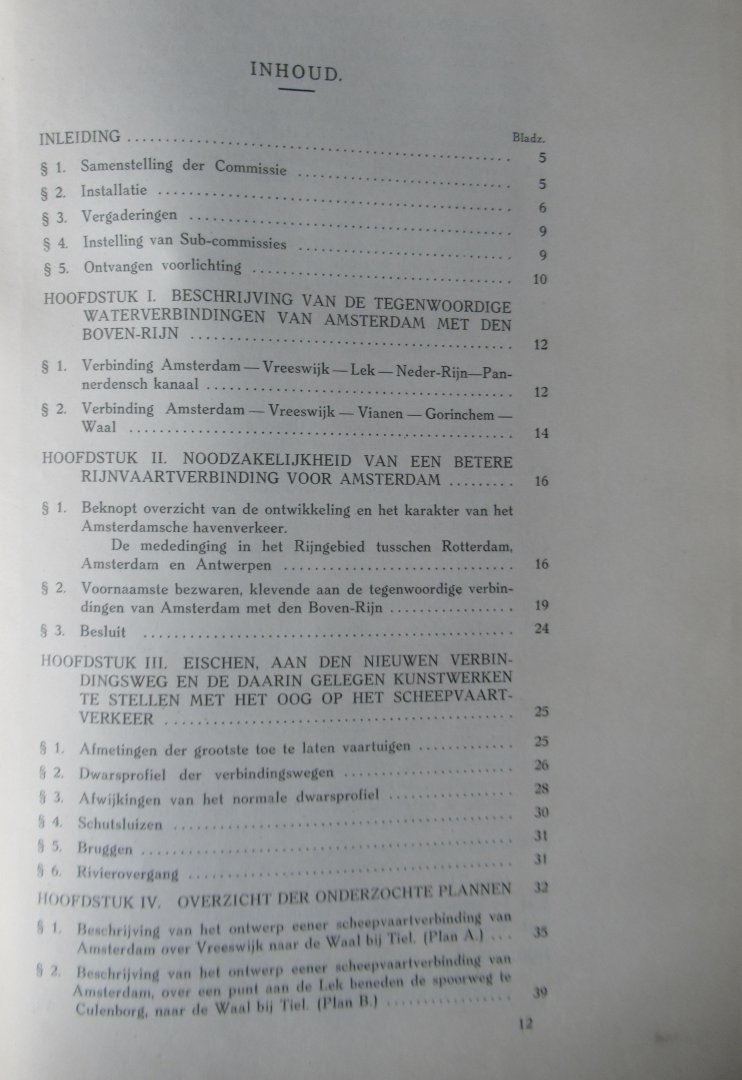 INHOUD.
Bladz.
INLEIDING ........ 5
§ 1. Samenstelling der Commissie ........ 5
§ 2. Installatie ........ 6
§ 3. Vergaderingen ........ 9
§ 4. Instelling van Sub-commissies ........ 9
§ 5. Ontvangen voorlichting ........ 10
HOOFDSTUK I. BESCHRIJVING VAN DE TEGENWOORDIGE
WATERVERBINDINGEN VAN AMSTERDAM MET DEN
BOVEN-RIJN ........ 12
§ 1. Verbinding Amsterdam—Vreeswijk—Lek—Neder-Rijn—Pan-
nerdensch kanaal ........ 12
§ 2. Verbinding Amsterdam—Vreeswijk—Vianen—Gorinchem—
Waal ........ 14
HOOFDSTUK II. NOODZAKELIJKHEID VAN EEN BETERE
RIJNVAARTVERBINDING VOOR AMSTERDAM ........ 16
§ 1. Beknopt overzicht van de ontwikkeling en het karakter van het
Amsterdamsche havenverkeer.
De mededinging in het Rijngebied tusschen Rotterdam,
Amsterdam en Antwerpen ........ 16
§ 2. Voornaamste bezwaren, klevende aan de tegenwoordige verbin-
dingen van Amsterdam met den Boven-Rijn ........ 19
§ 3. Besluit ........ 24
HOOFDSTUK III. EISCHEN, AAN DEN NIEUWEN VERBIN-
DINGSWEG EN DE DAARIN GELEGEN KUNSTWERKEN
TE STELLEN MET HET OOG OP HET SCHEEPVAART-
VERKEER ........ 25
§ 1. Afmetingen der grootste toe te laten vaartuigen ........ 25
§ 2. Dwarsprofiel der verbindingswegen ........ 26
§ 3. Afwijkingen van het normale dwarsprofiel ........ 28
§ 4. Schutsluizen ........ 30
§ 5. Bruggen ........ 31
§ 6. Rivierovergang ........ 31
HOOFDSTUK IV. OVERZICHT DER ONDERZOCHTE PLANNEN 32
§ 1. Beschrijving van het ontwerp eener scheepvaartverbinding van
Amsterdam over Vreeswijk naar de Waal bij Tiel. (Plan A.) ... 35
§ 2. Beschrijving van het ontwerp eener scheepvaartverbinding van
Amsterdam, over een punt aan de Lek beneden de spoorweg te
Culenborg, naar de Waal bij Tiel. (Plan B.) ........ 39
12